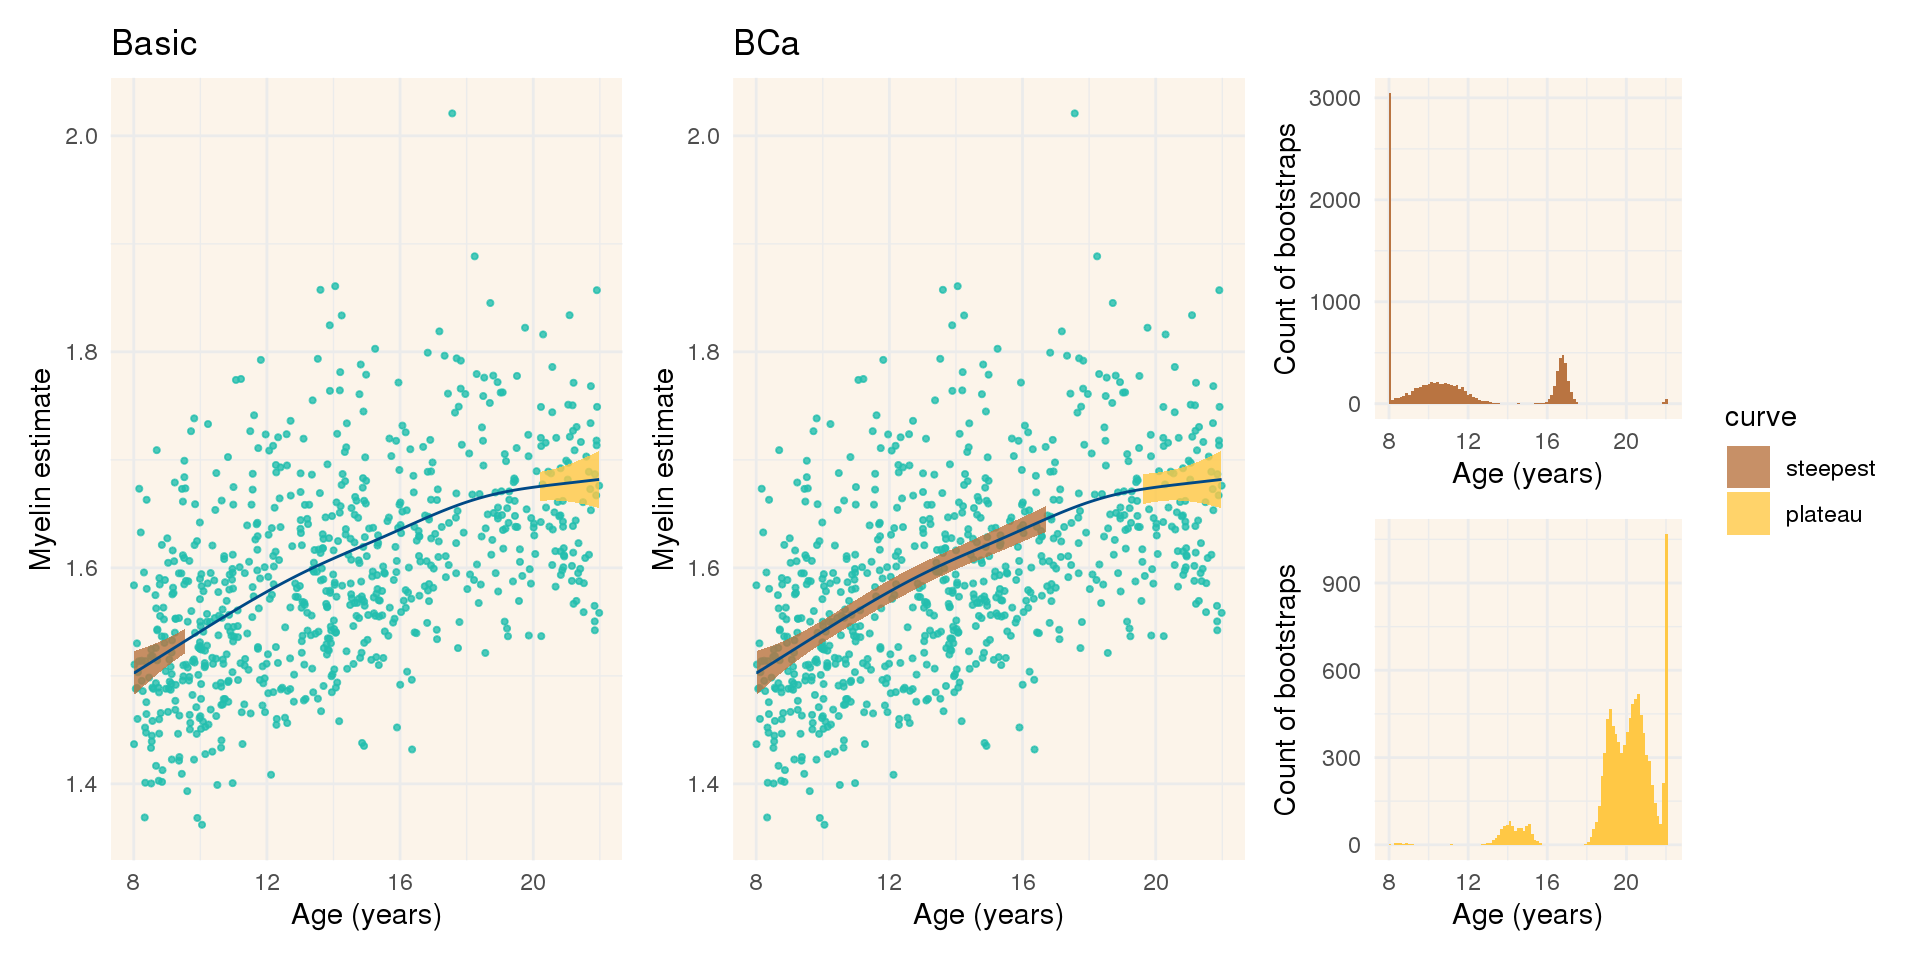 Basic
Myelin estimate
2.0
1.8
1.6
1.4
8 12 16 20
Age (years)
BCa
Myelin estimate
2.0
1.8
1.6
1.4
8 12 16 20
Age (years)
Count of bootstraps
3000
2000
1000
0
8 12 16 20
Age (years)
Count of bootstraps
900
600
300
0
8 12 16 20
Age (years)
curve
steepest
plateau